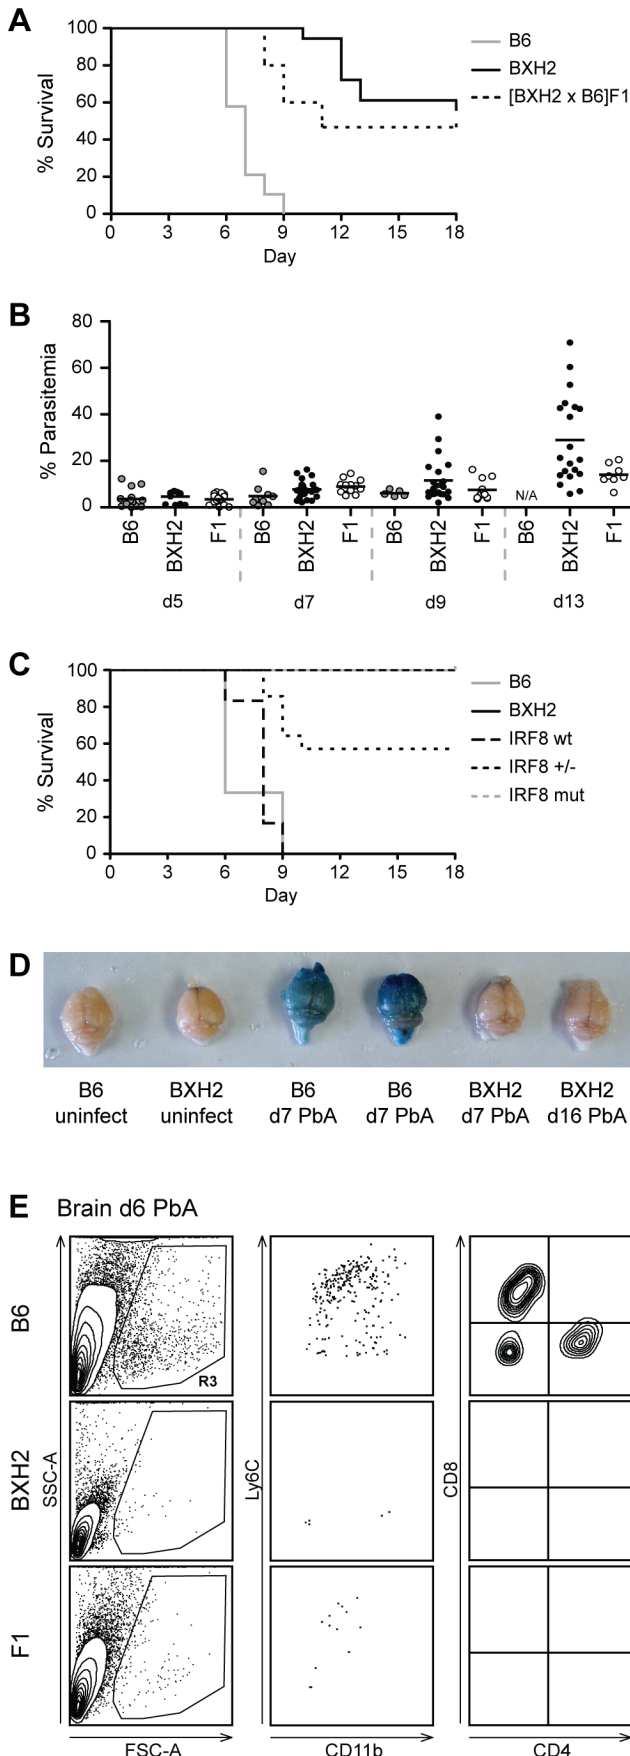 A
100
80
60
40
20
0
% Survival
0 3 6 9 12 15 18
Day
B6
BXH2
[BXH2 x B6]F1
B
80
60
40
20
0
% Parasitemia
N/A
B6 BXH2 F1 B6 BXH2 F1 B6 BXH2 F1 B6 BXH2 F1
d5 d7 d9 d13
C
100
80
60
40
20
0
% Survival
0 3 6 9 12 15 18
Day
B6
BXH2
IRF8 wt
IRF8 +/-
IRF8 mut
D
B6 BXH2 B6 B6 BXH2 BXH2
uninfect uninfect d7 PbA d7 PbA d7 PbA d16 PbA
E Brain d6 PbA
B6
R3
BXH2
SSC-A
Ly6C
CD8
F1
FSC-A CD11b CD4